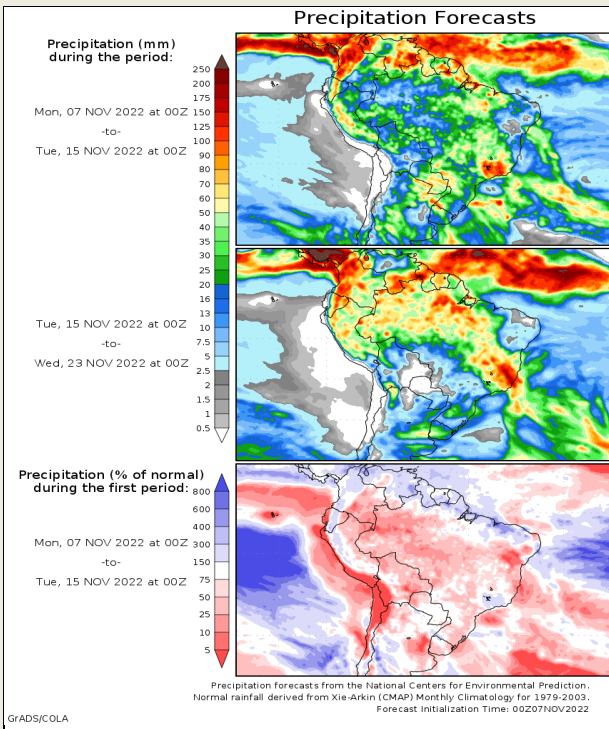 Precipitation Forecasts
Precipitation (mm)
during the period:
Mon, 07 NOV 2022 at 00Z
-to-
Tue, 15 NOV 2022 at 00Z
250
200
175
150
125
100
90
80
70
60
50
40
35
30
25
20
16
13
10
7.5
5
2.5
2
1.5
1
0.5
Tue, 15 NOV 2022 at 00Z
-to-
Wed, 23 NOV 2022 at 00Z
Precipitation (% of normal)
during the first period:
Mon, 07 NOV 2022 at 00Z
-to-
Tue, 15 NOV 2022 at 00Z
800
600
400
300
150
75
50
25
10
5
Precipitation forecasts from the National Centers for Environmental Prediction.
Normal rainfall derived from Xie-Arkin (CMAP) Monthly Climatology for 1979-2003.
Forecast Initialization Time: 00Z07NOV2022
GrADS/COLA